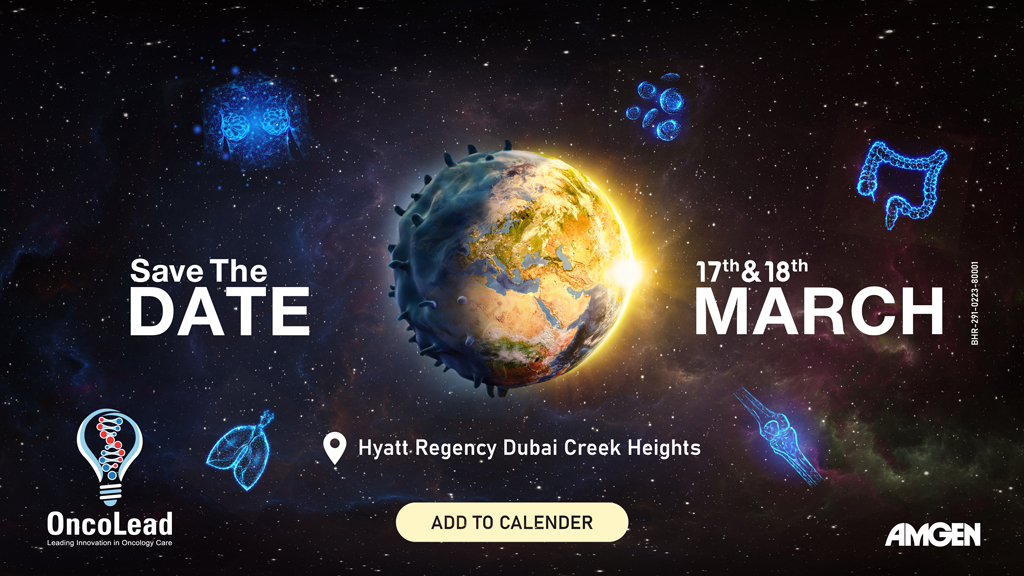 Save The
DATE
17th & 18th
MARCH
BHR-291-0223-80001
Hyatt Regency Dubai Creek Heights
OncoLead
Leading Innovation in Oncology Care
ADD TO CALENDER
AMGEN